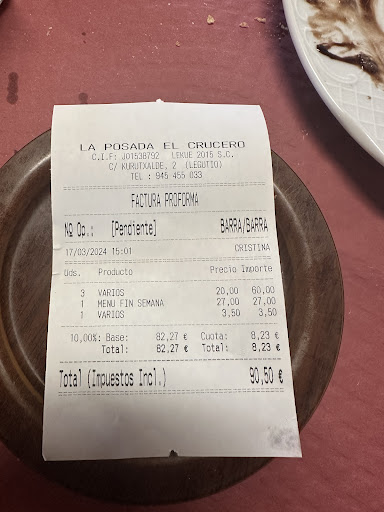 LA POSADA EL CRUCERO
C.I.F: J01538792 LEKUE 2015 S.C.
C/ KURUTXALDE, 2 (LEGUTIO)
TEL : 945 455 033
FACTURA PROFORMA
Nº Op.: [Pendiente] BARRA/BARRA
17/03/2024 15:01 CRISTINA
Uds. Producto Precio Importe
3 VARIOS 20,00 60,00
1 MENU FIN SEMANA 27,00 27,00
1 VARIOS 3,50 3,50
10,00%: Base: 82,27 € Cuota: 8,23 €
Total: 82,27 € Total: 8,23 €
Total (Impuestos Incl.) 90,50 €